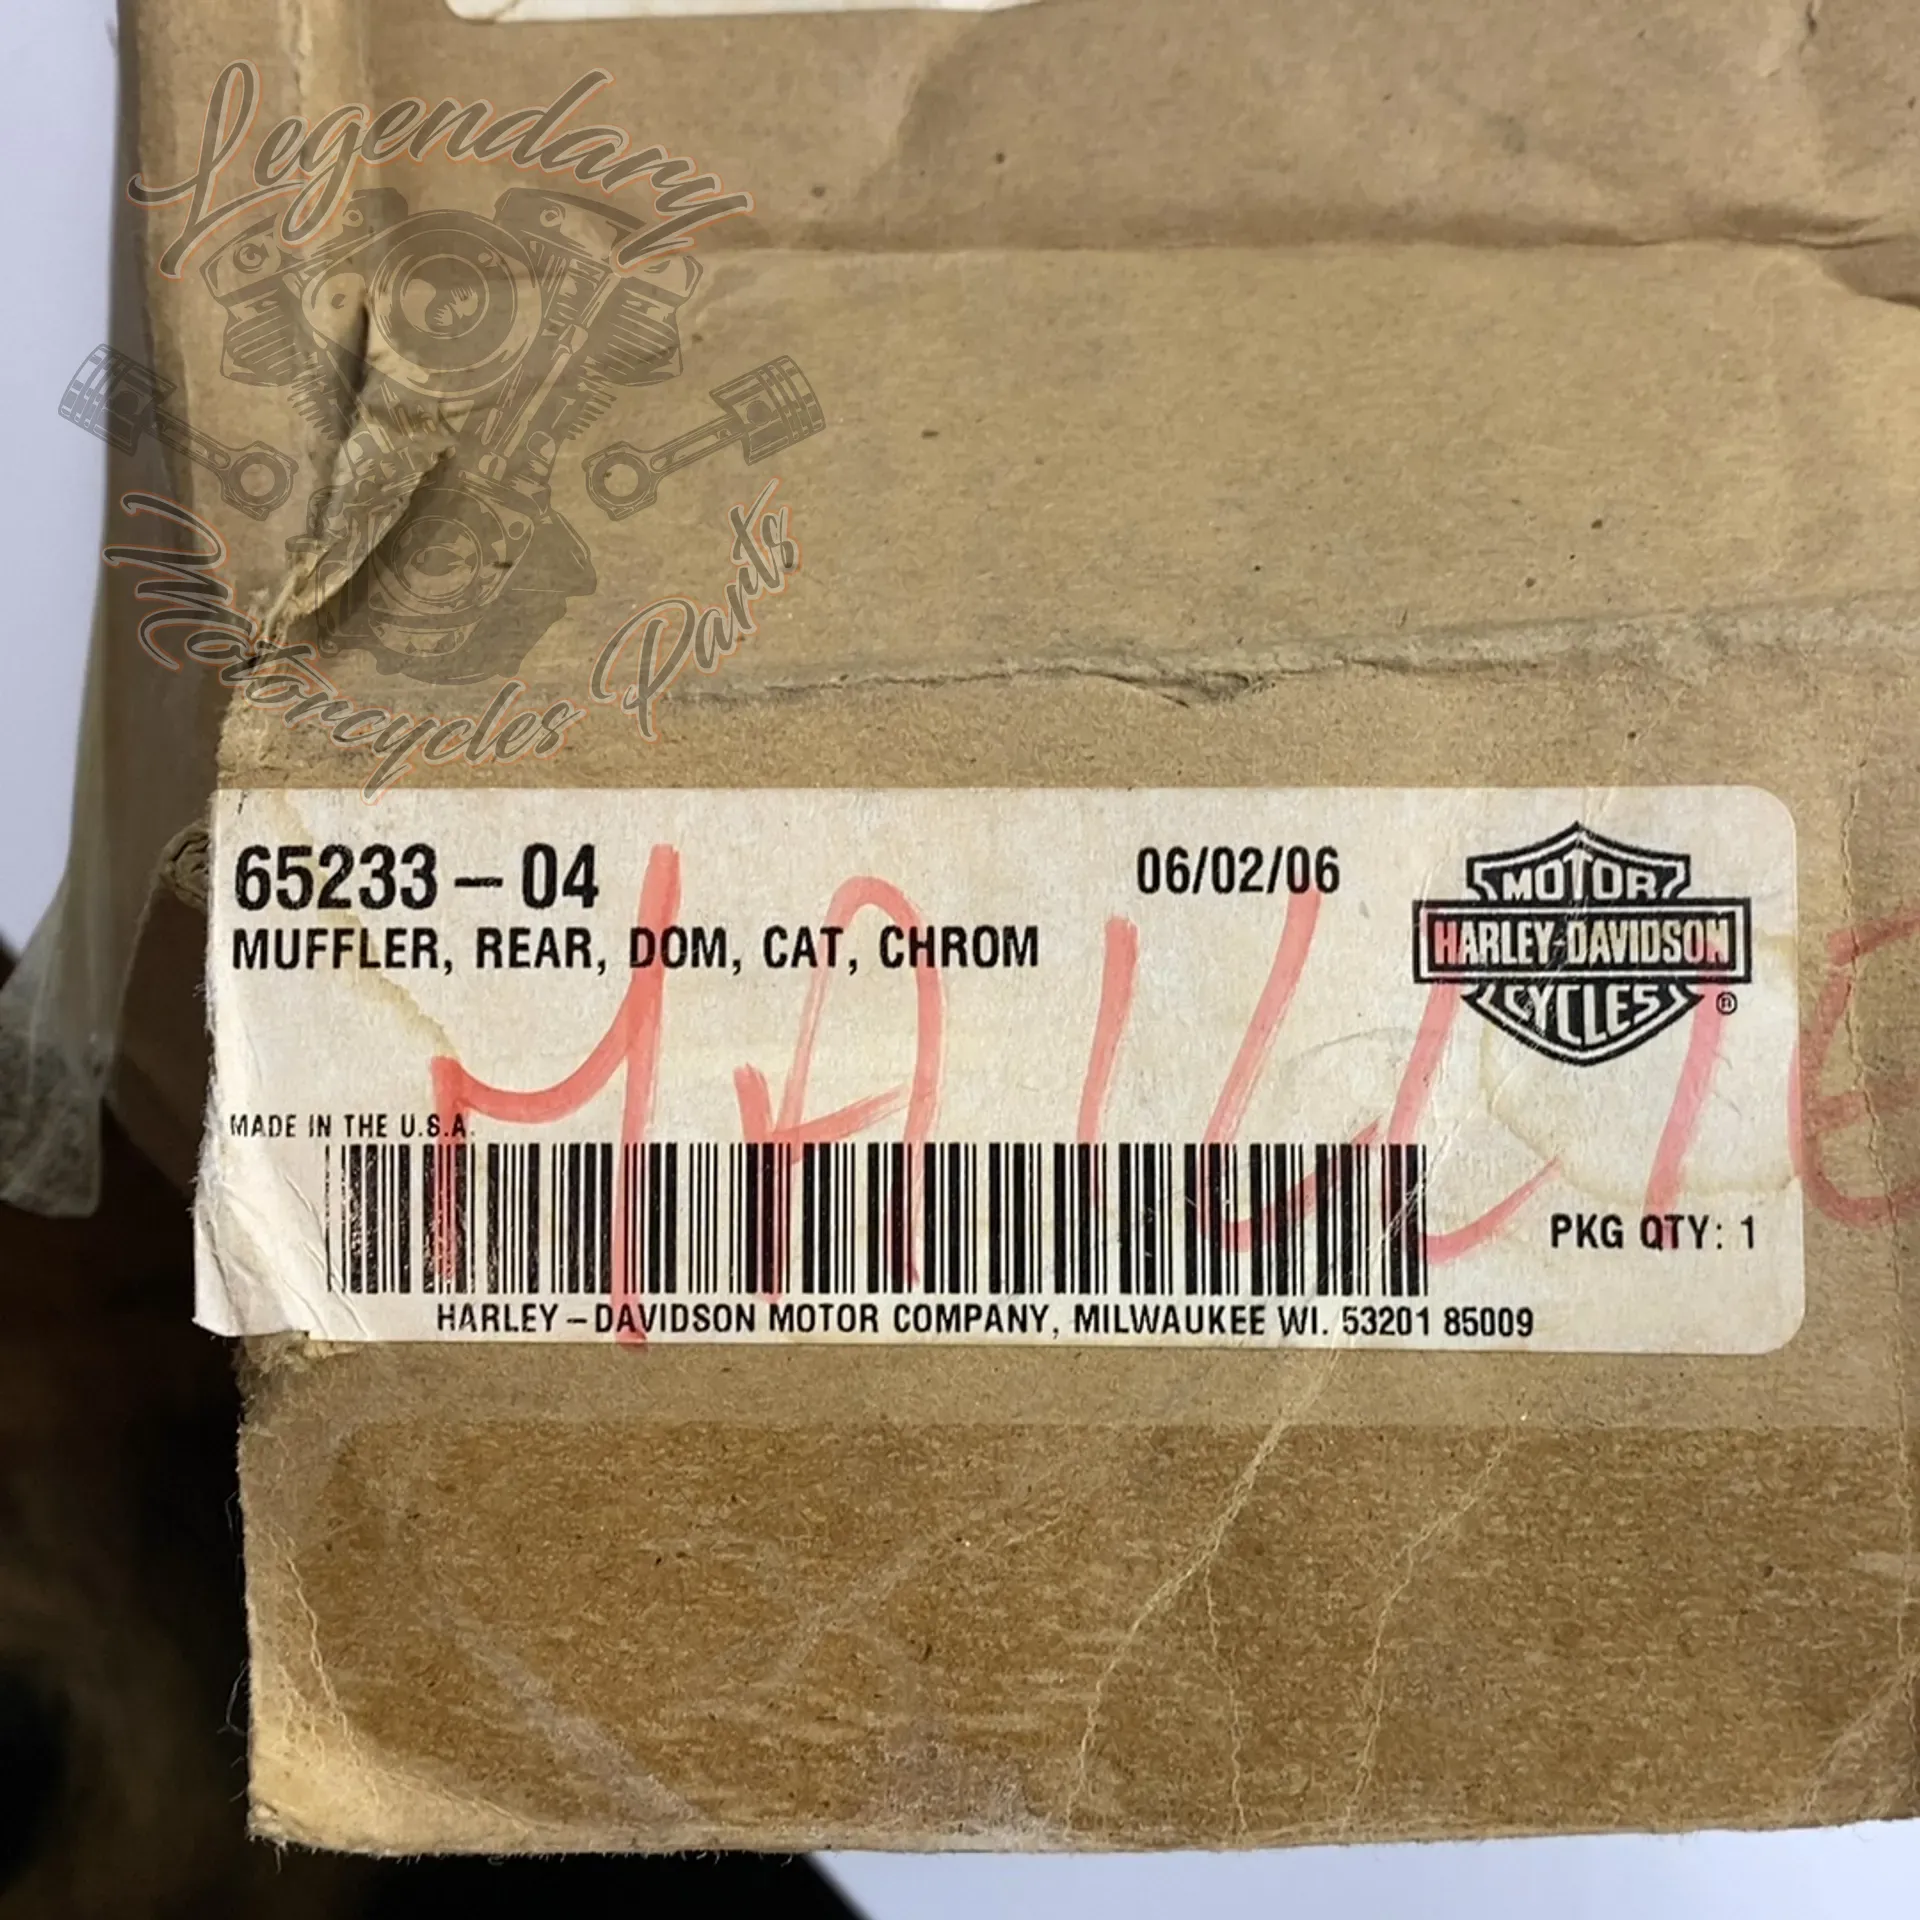 Legendary
Motorcycles Parts
65233-04
06/02/06
MUFFLER, REAR, DOM, CAT, CHROM
MOTOR
HARLEY-DAVIDSON
CYCLES
®
MADE IN THE U.S.A.
PKG QTY: 1
HARLEY-DAVIDSON MOTOR COMPANY, MILWAUKEE WI. 53201 85009